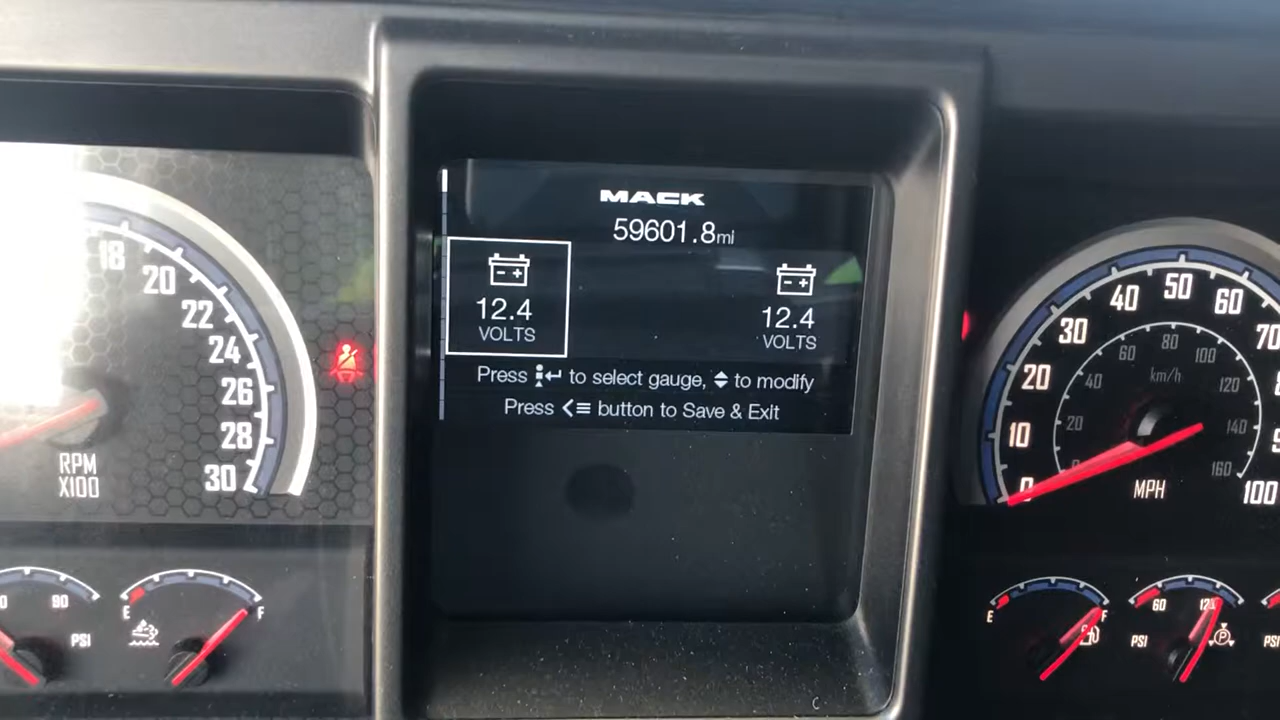 MACK
59601.8mi
12.4
VOLTS
12.4
VOLTS
Press to select gauge, to modify
Press button to Save & Exit
18
20
22
24
26
28
30
RPM
X100
0
10
20
30
40
50
60
70
100
20
40
60
80
100
120
140
160
km/h
MPH
90
PSI
E
F
E
F
60
PSI
P
PSI